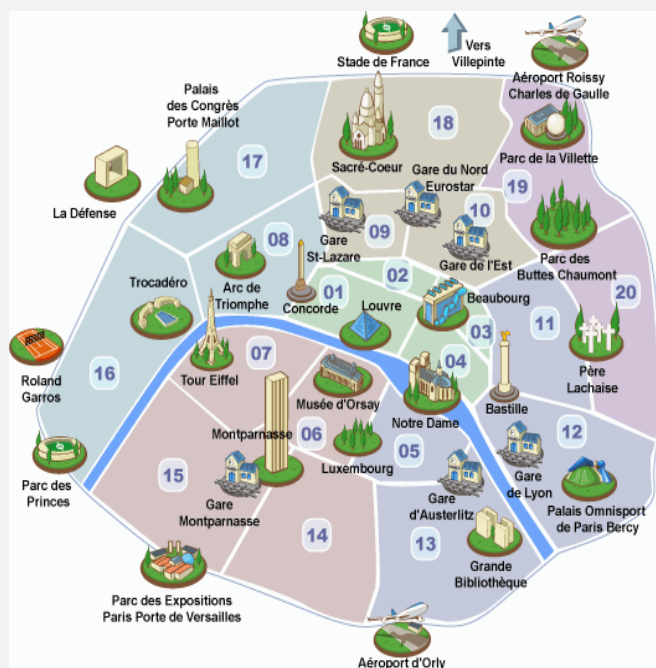 Stade de France
Vers
Villepinte
Aéroport Roissy
Charles de Gaulle
Palais
des Congrès
Porte Maillot
18
17
Sacré-Coeur
Parc de la Villette
Gare du Nord
Eurostar
19
La Défense
10
09
08
Gare
St-Lazare
Gare de l'Est
Parc des
Buttes Chaumont
Arc de
Triomphe
02
Trocadéro
Concorde
01
Louvre
Beaubourg
20
11
03
07
04
16
Roland
Garros
Tour Eiffel
Musée d'Orsay
Notre Dame
Bastille
Père
Lachaise
Montparnasse
06
12
Luxembourg
05
15
Parc des
Princes
Gare
Montparnasse
Gare
de Lyon
Gare
d'Austerlitz
Palais Omnisport
de Paris Bercy
14
13
Grande
Bibliothèque
Parc des Expositions
Paris Porte de Versailles
Aéroport d'Orly